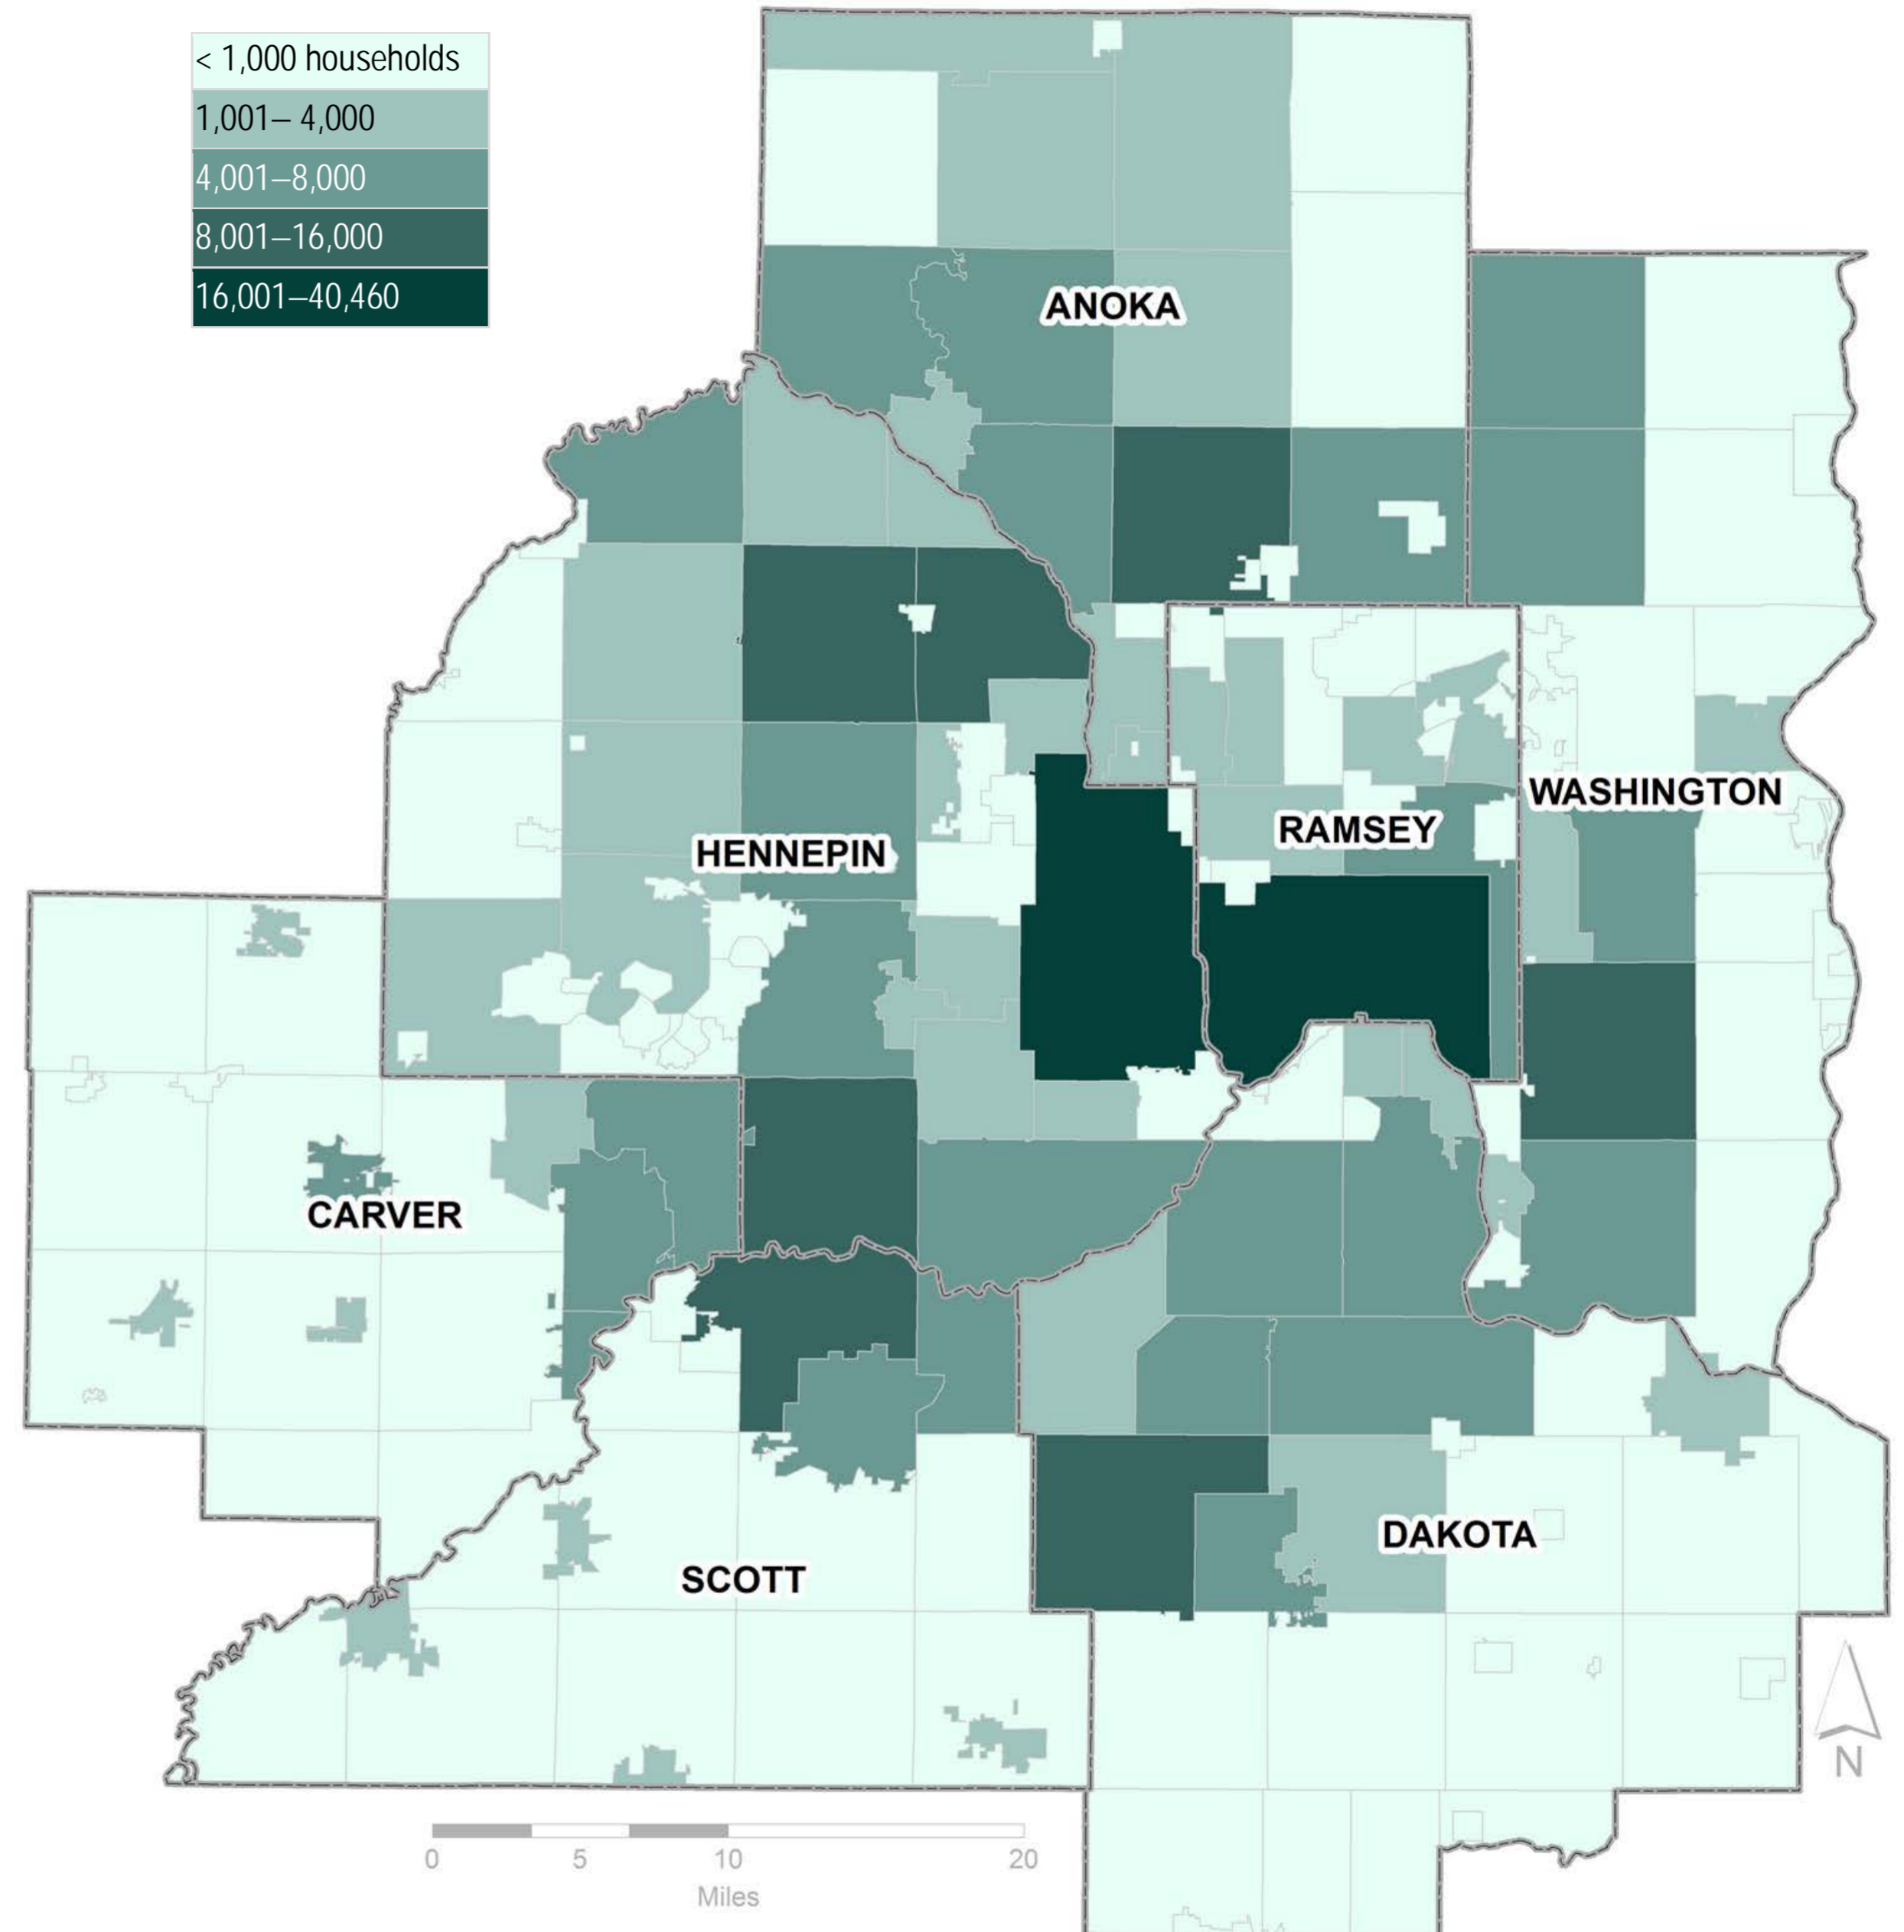 < 1,000 households
1,001– 4,000
4,001–8,000
8,001–16,000
16,001–40,460
ANOKA
WASHINGTON
RAMSEY
HENNEPIN
CARVER
DAKOTA
SCOTT
N
0 5 10 20
Miles